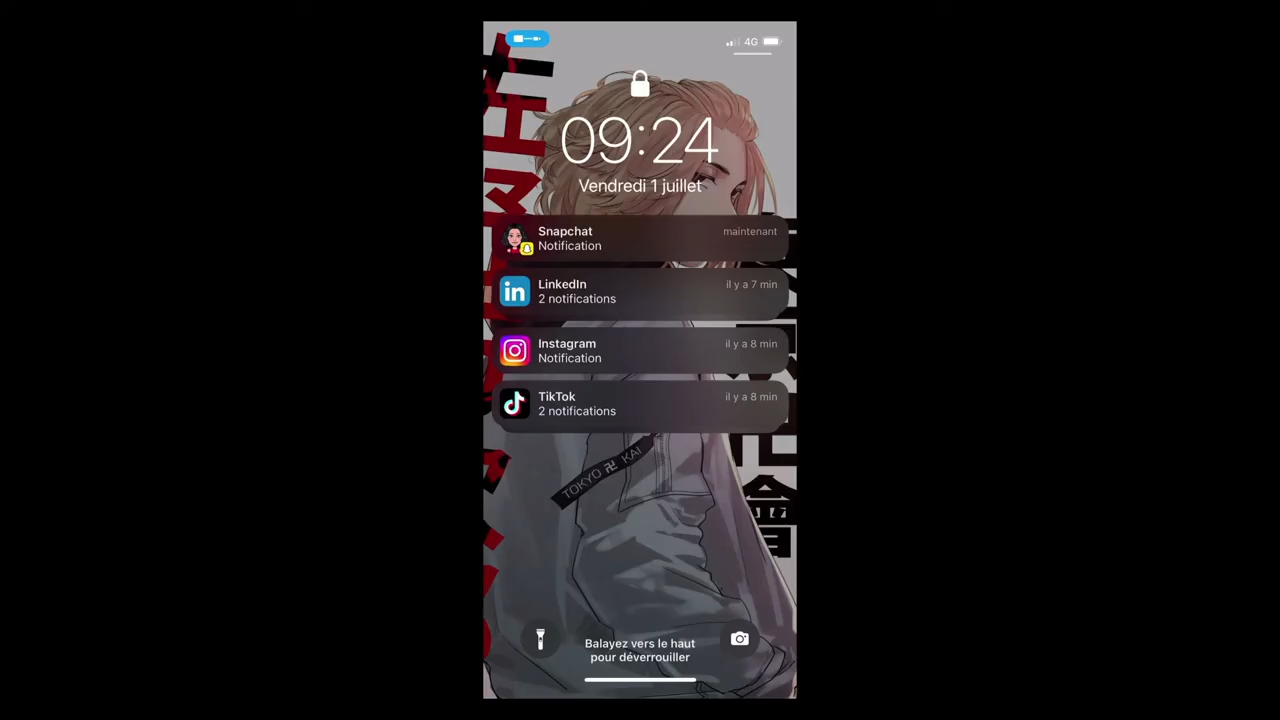 4G
09:24
Vendredi 1 juillet
Snapchat
maintenant
Notification
LinkedIn
il y a 7 min
2 notifications
Instagram
il y a 8 min
Notification
TikTok
il y a 8 min
2 notifications
TOKYO 卍 KAI
Balayez vers le haut
pour déverrouiller